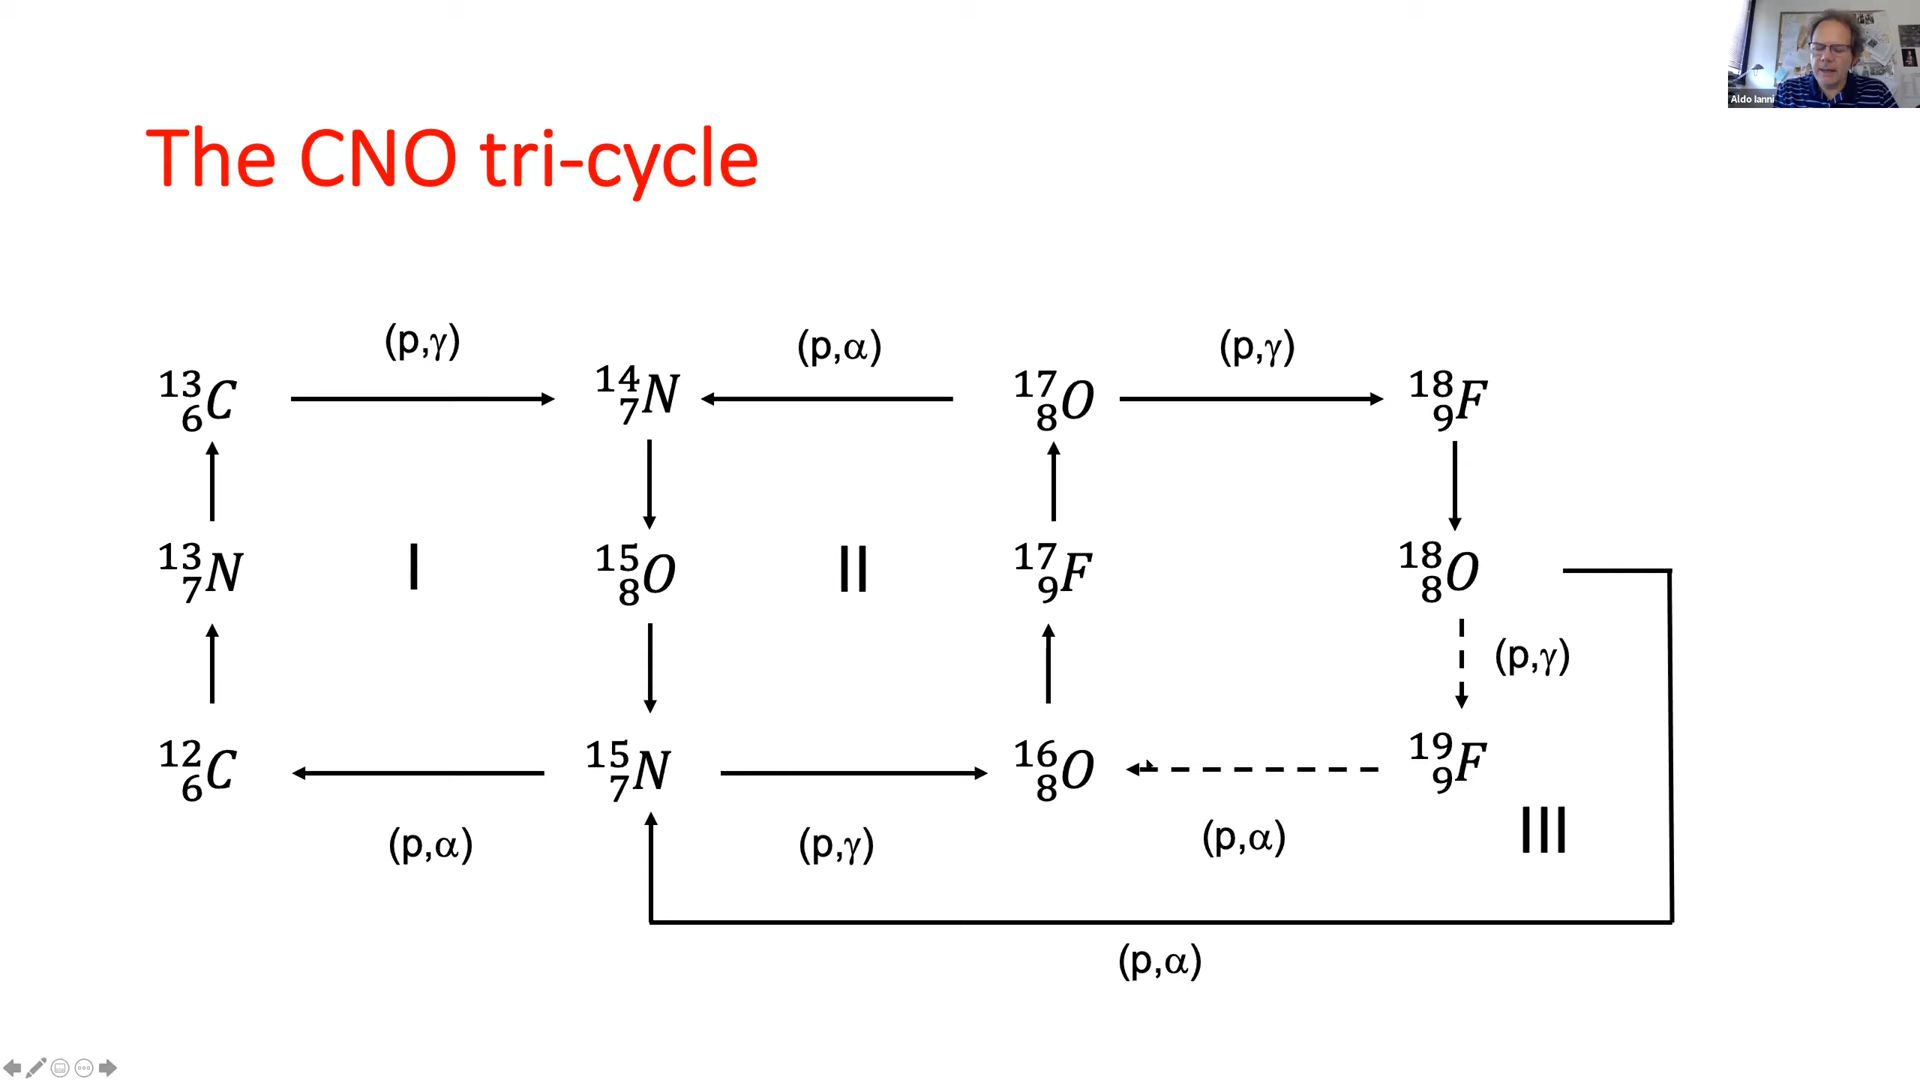 Aldo Ianni
The CNO tri-cycle
(p,γ) (p,α) (p,γ)
¹³₆C ¹⁴₇N ¹⁷₈O ¹⁸₉F
¹³₇N I ¹⁵₈O II ¹⁷₉F ¹⁸₈O
(p,γ)
¹²₆C ¹⁵₇N ¹⁶₈O ¹⁹₉F
(p,α) (p,γ) (p,α) III
(p,α)